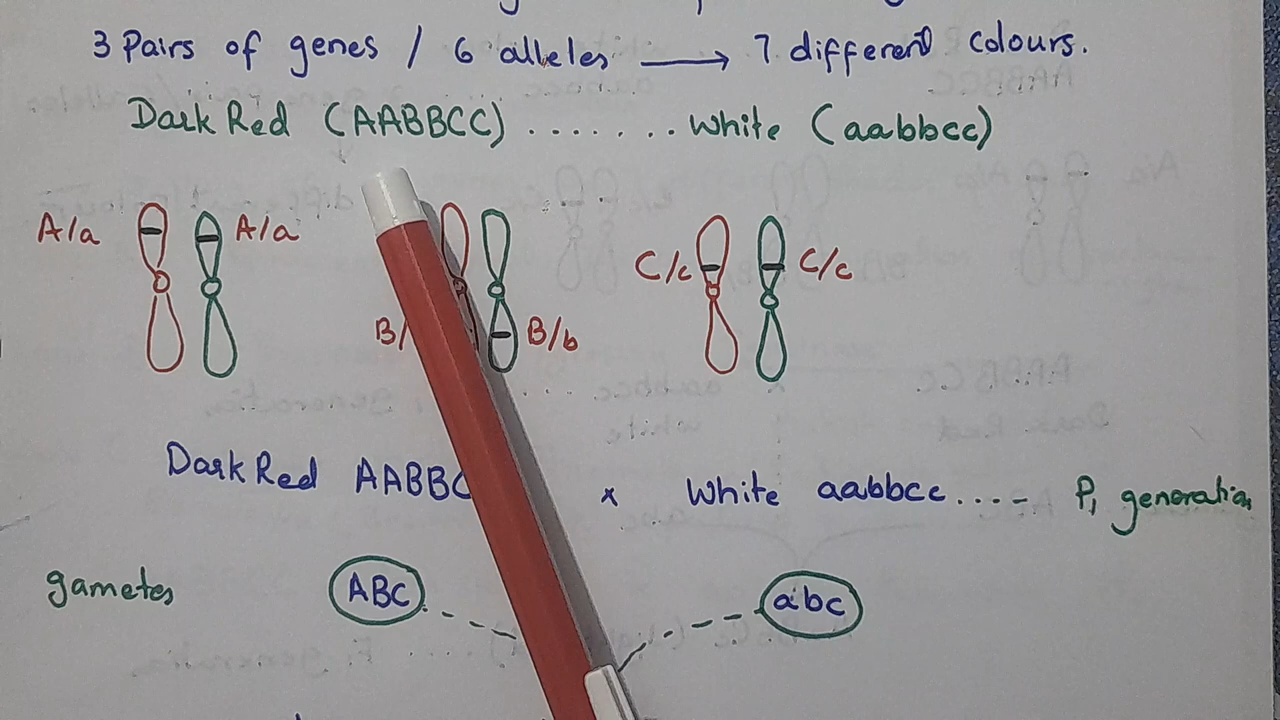 3 Pairs of genes / 6 alleles → 7 different colours.
Dark Red (AABBCC) ....... White (aabbcc)
A/a A/a C/c C/c
B/ B/b
Dark Red AABBC x White aabbcc .... P1 generation
gametes ABC abc